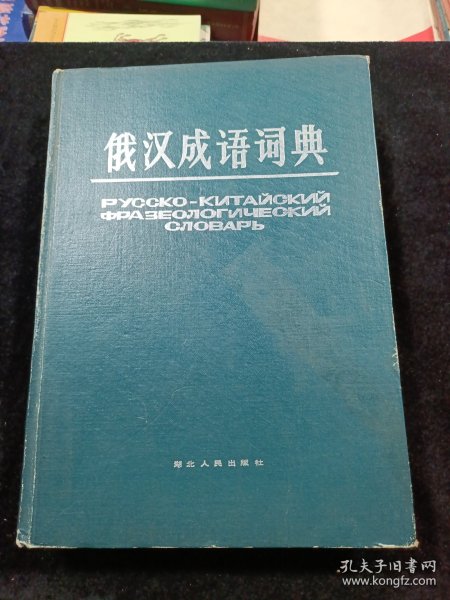 俄汉成语词典
РУССКО-КИТАЙСКИЙ
ФРАЗЕОЛОГИЧЕСКИЙ
СЛОВАРЬ
湖北人民出版社
孔夫子旧书网
www.kongfz.com